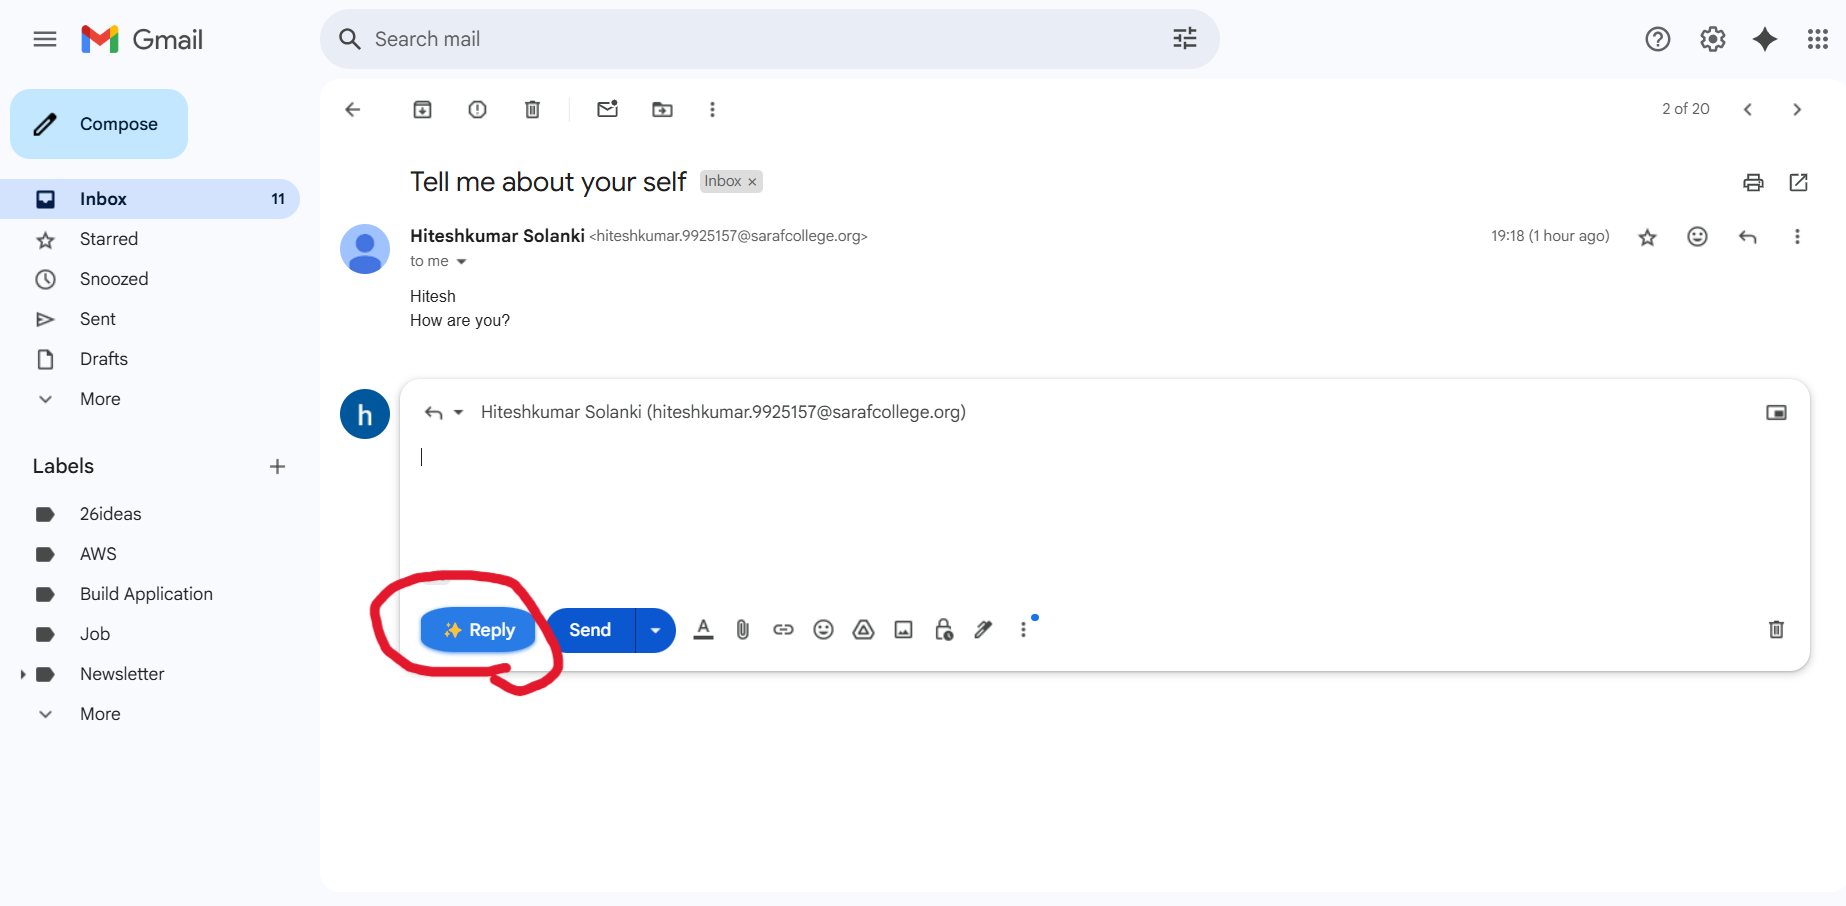 Gmail
Search mail
Compose
2 of 20
Inbox 11
Starred
Snoozed
Sent
Drafts
More
Labels
26ideas
AWS
Build Application
Job
Newsletter
More
Tell me about your self Inbox ×
Hiteshkumar Solanki <hiteshkumar.9925157@sarafcollege.org> 19:18 (1 hour ago)
to me
Hitesh
How are you?
h Hiteshkumar Solanki (hiteshkumar.9925157@sarafcollege.org)
✨ Reply Send